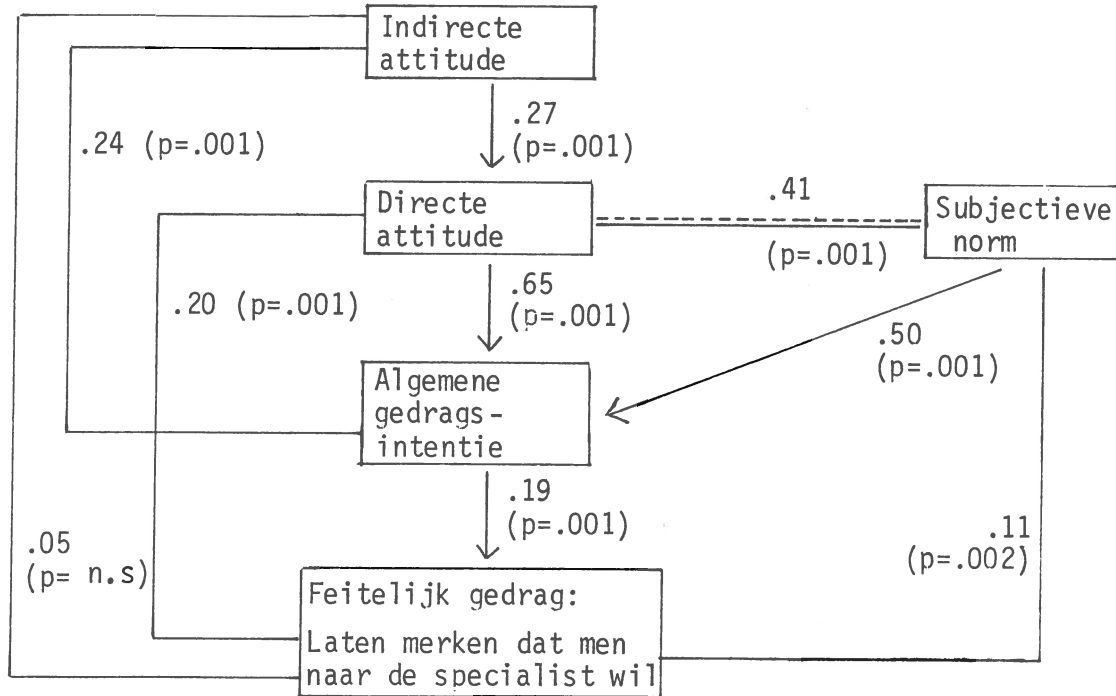 Indirecte
attitude
.27
(p=.001)
.24 (p=.001)
Directe
attitude
.41
(p=.001)
Subjectieve
norm
.20 (p=.001)
.65
(p=.001)
.50
(p=.001)
Algemene
gedrags-
intentie
.19
(p=.001)
.05
(p= n.s)
.11
(p=.002)
Feitelijk gedrag:
Laten merken dat men
naar de specialist wil